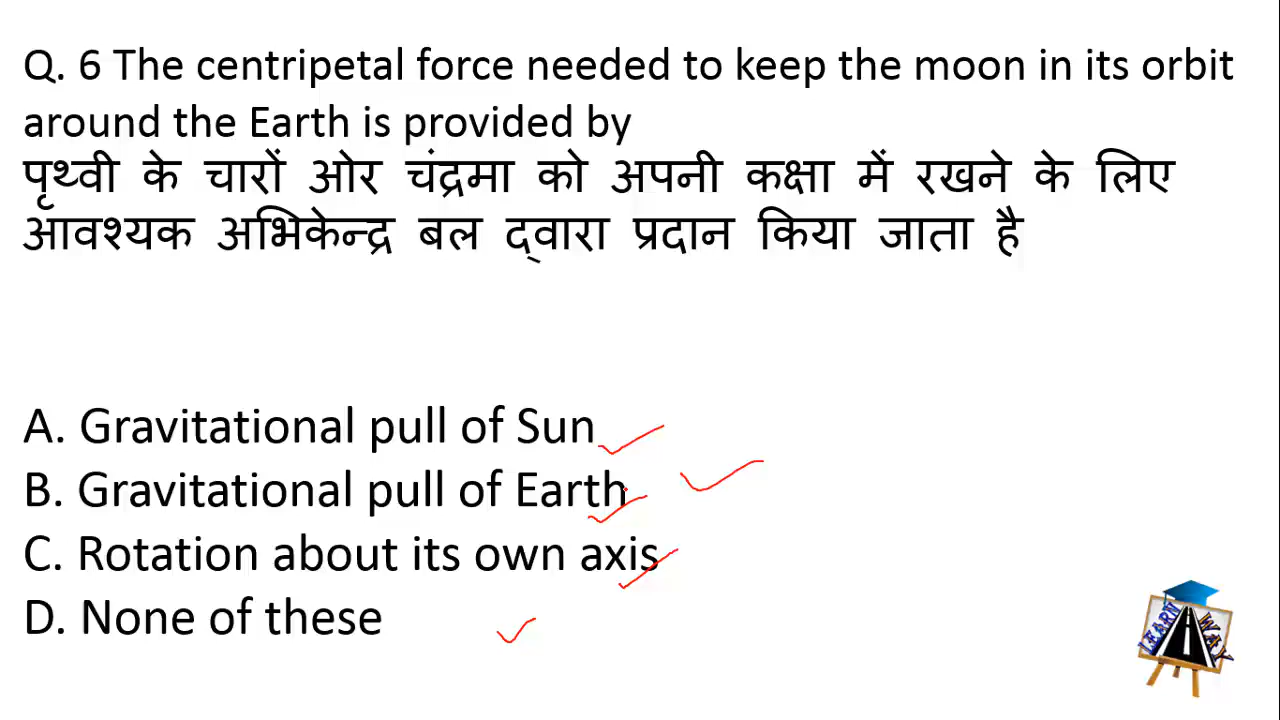 Q. 6 The centripetal force needed to keep the moon in its orbit
around the Earth is provided by
पृथ्वी के चारों ओर चंद्रमा को अपनी कक्षा में रखने के लिए
आवश्यक अभिकेन्द्र बल द्वारा प्रदान किया जाता है
A. Gravitational pull of Sun
B. Gravitational pull of Earth
C. Rotation about its own axis
D. None of these
LEARN WAY